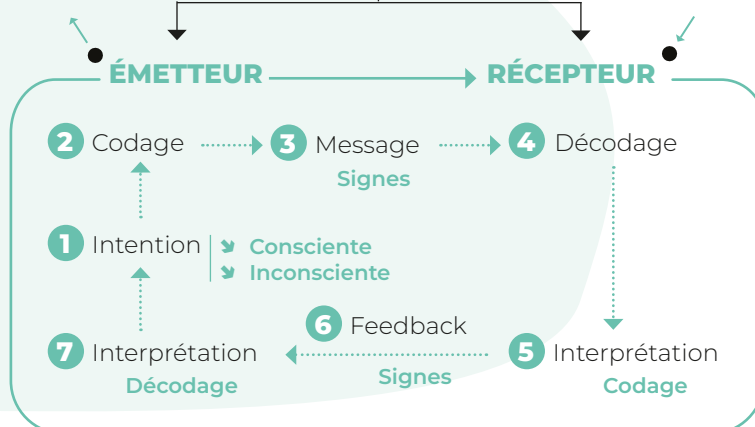 ÉMETTEUR RÉCEPTEUR
2 Codage 3 Message 4 Décodage
Signes
1 Intention Consciente
Inconsciente
6 Feedback
7 Interprétation 5 Interprétation
Décodage Signes Codage